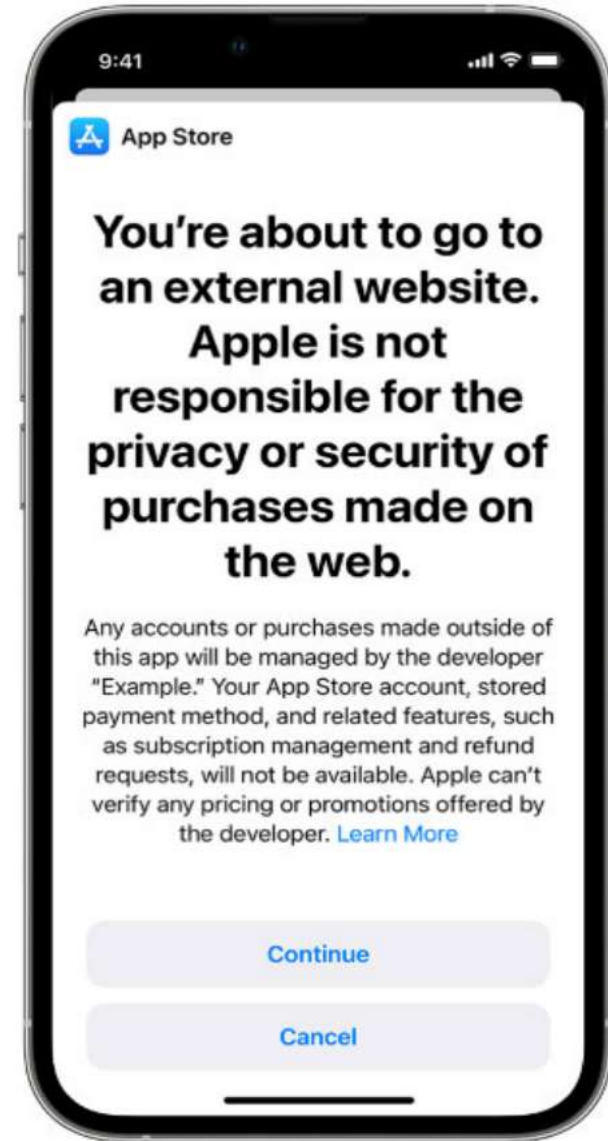 9:41
App Store
You’re about to go to
an external website.
Apple is not
responsible for the
privacy or security of
purchases made on
the web.
Any accounts or purchases made outside of
this app will be managed by the developer
“Example.” Your App Store account, stored
payment method, and related features, such
as subscription management and refund
requests, will not be available. Apple can’t
verify any pricing or promotions offered by
the developer. Learn More
Continue
Cancel